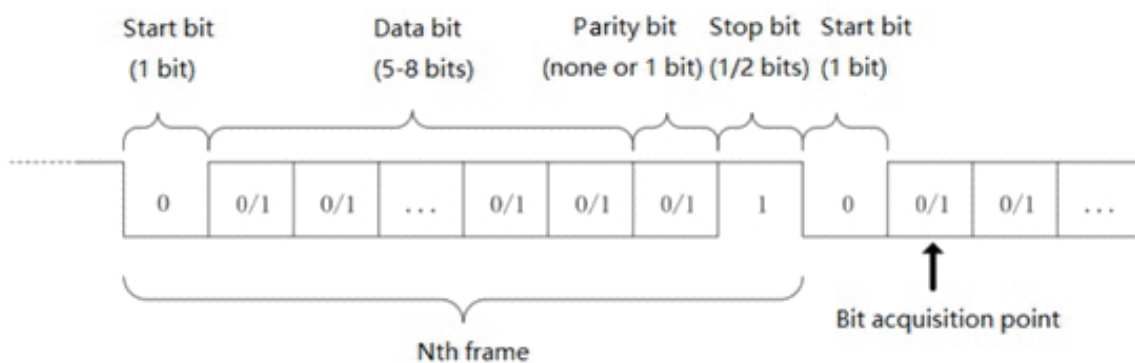 Start bit Data bit Parity bit Stop bit Start bit
(1 bit) (5-8 bits) (none or 1 bit) (1/2 bits) (1 bit)
0 0/1 0/1 ... 0/1 0/1 0/1 1 0 0/1 0/1 ...
Bit acquisition point
Nth frame